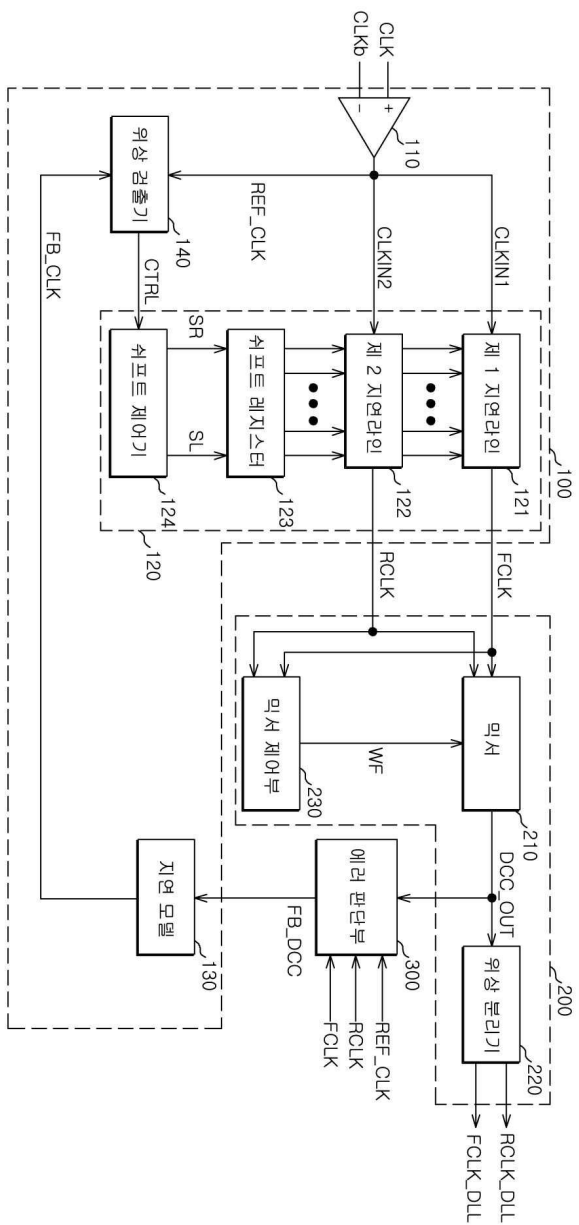 CLK
CLKb
+
-
110
CLKIN1
CLKIN2
REF_CLK
제 1 지연라인
121
제 2 지연라인
122
쉬프트 레지스터
123
SR
SL
쉬프트 제어기
124
120
100
위상 검출기
140
CTRL
FB_CLK
FCLK
RCLK
믹서
210
믹서 제어부
230
WF
DCC_OUT
위상 분리기
220
200
RCLK_DLL
FCLK_DLL
에러 판단부
300
REF_CLK
RCLK
FCLK
FB_DCC
지연 모델
130